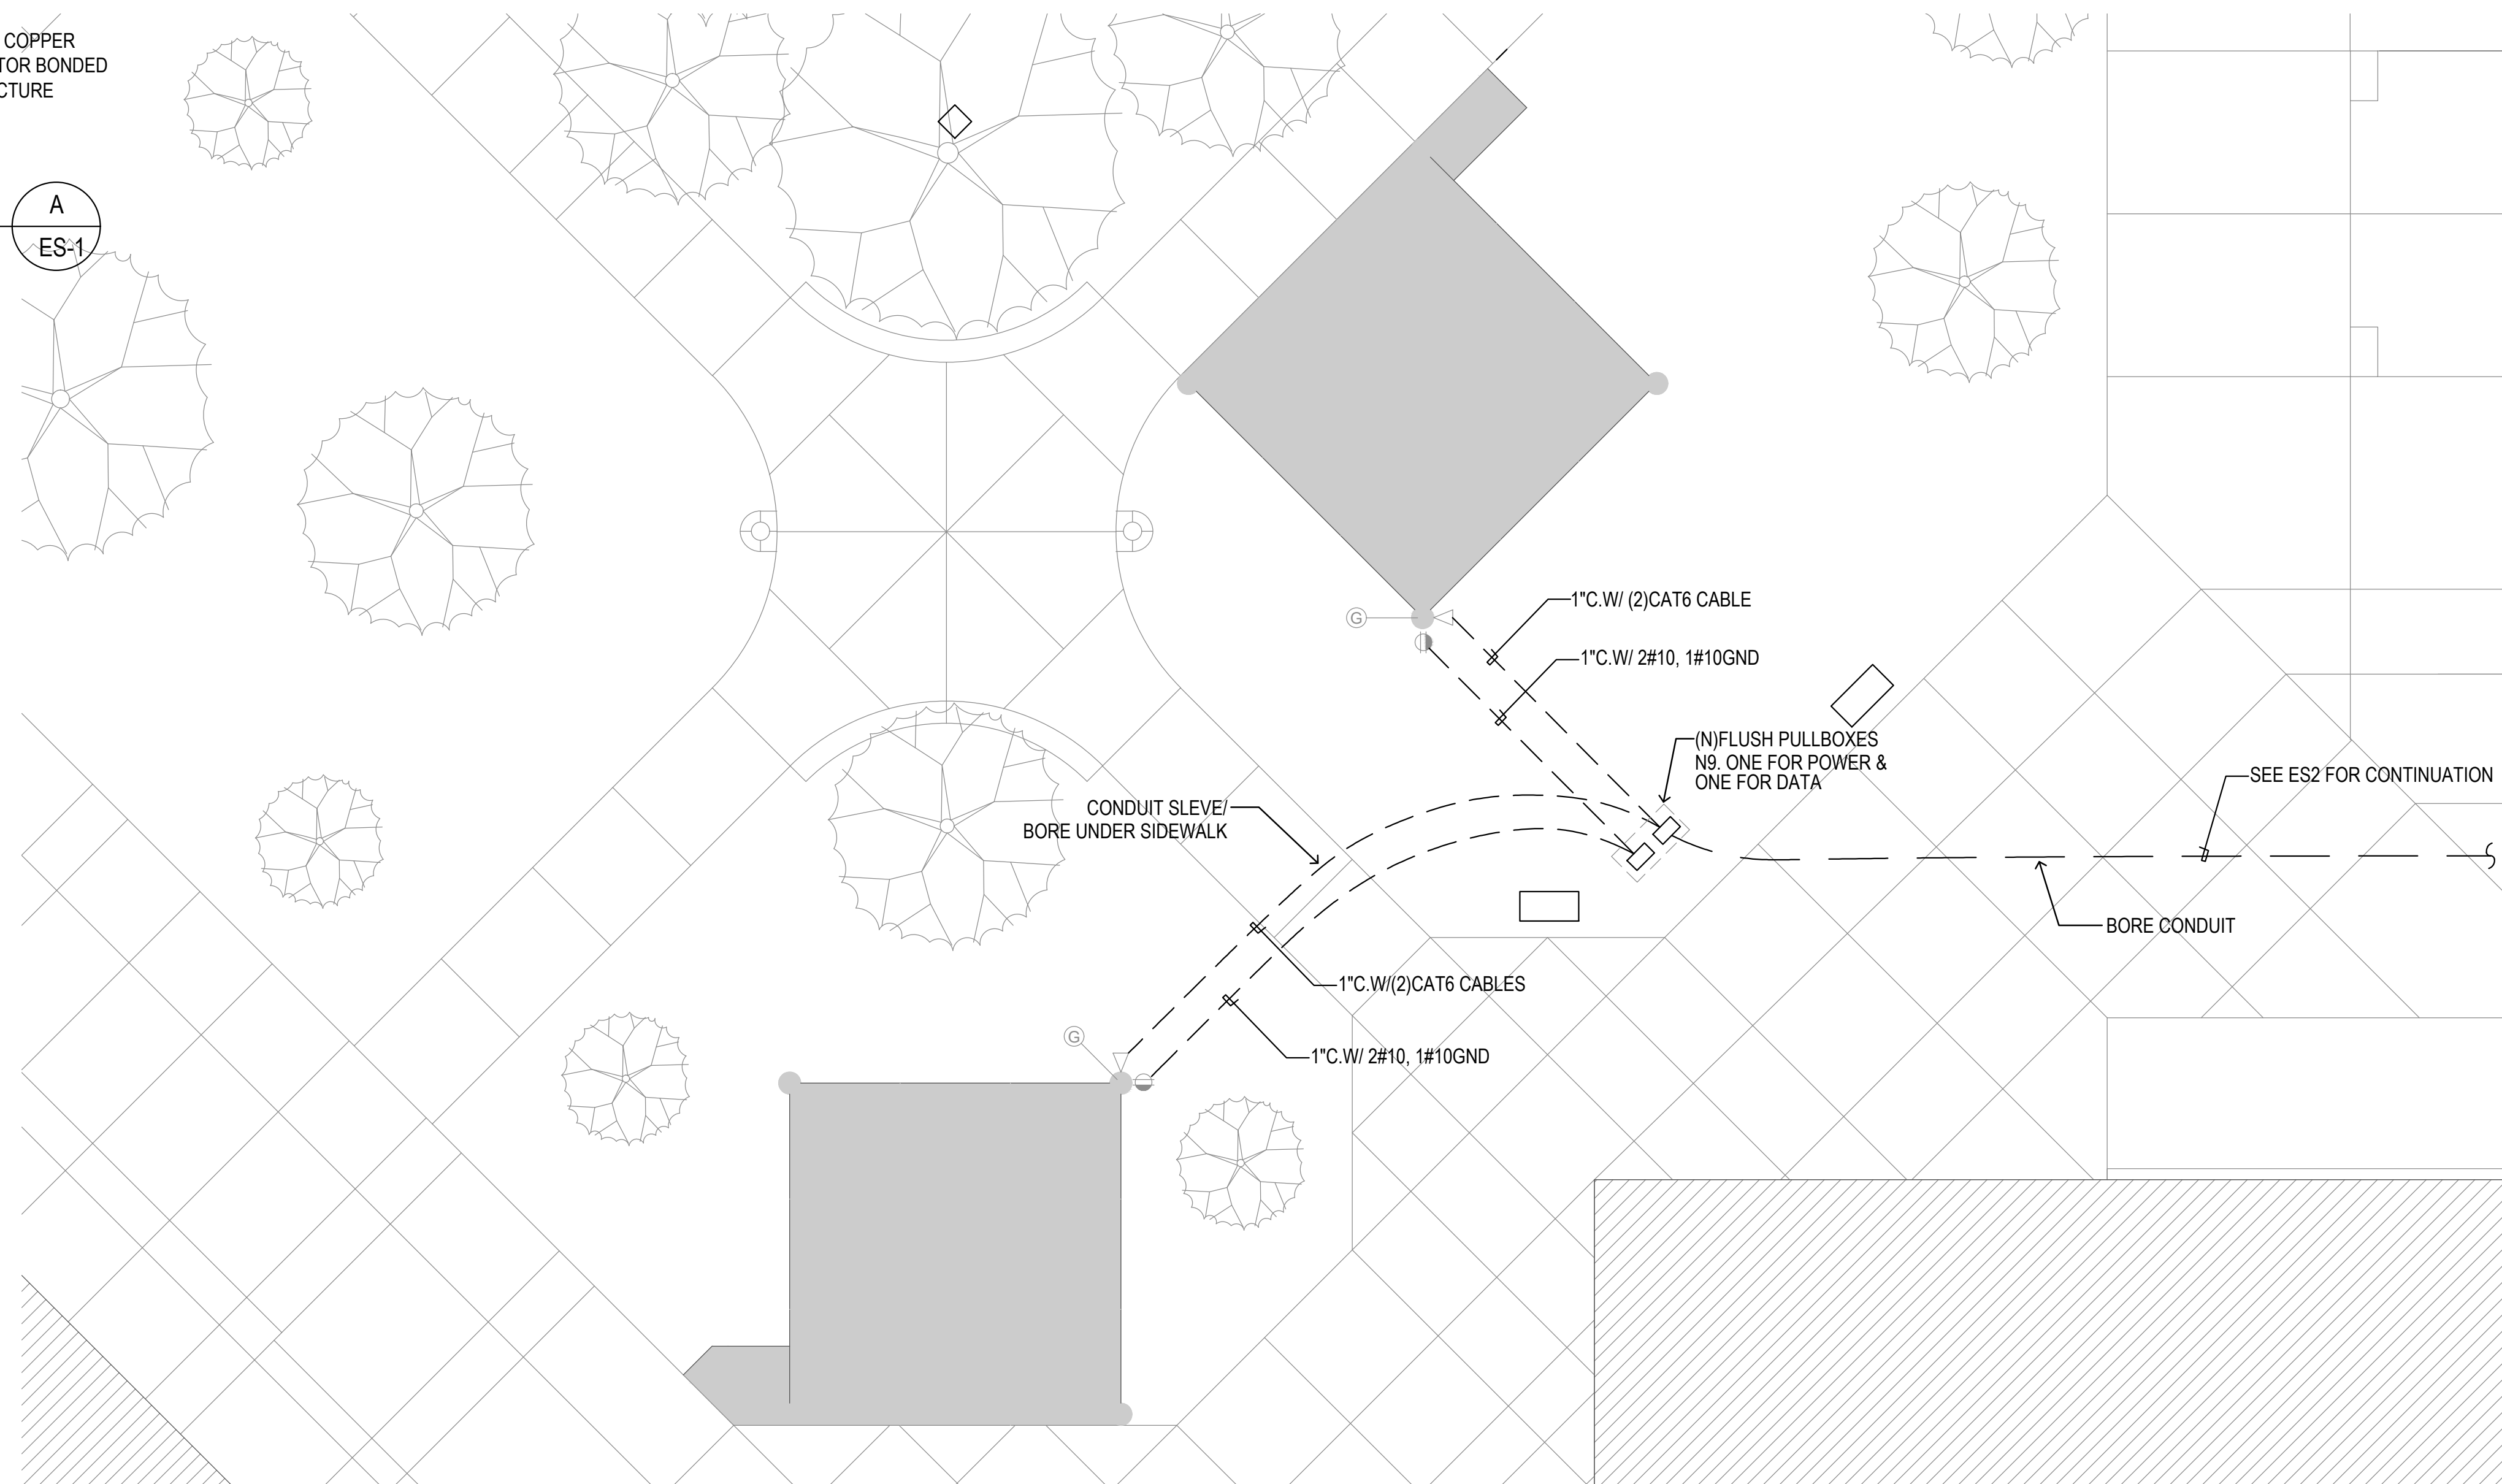 COPPER
TOR BONDED
CTURE
A
ES-1
1"C.W/ (2)CAT6 CABLE
G
1"C.W/ 2#10, 1#10GND
(N)FLUSH PULLBOXES
N9. ONE FOR POWER &
ONE FOR DATA
SEE ES2 FOR CONTINUATION
CONDUIT SLEVE/
BORE UNDER SIDEWALK
BORE CONDUIT
1"C.W/(2)CAT6 CABLES
G
1"C.W/ 2#10, 1#10GND